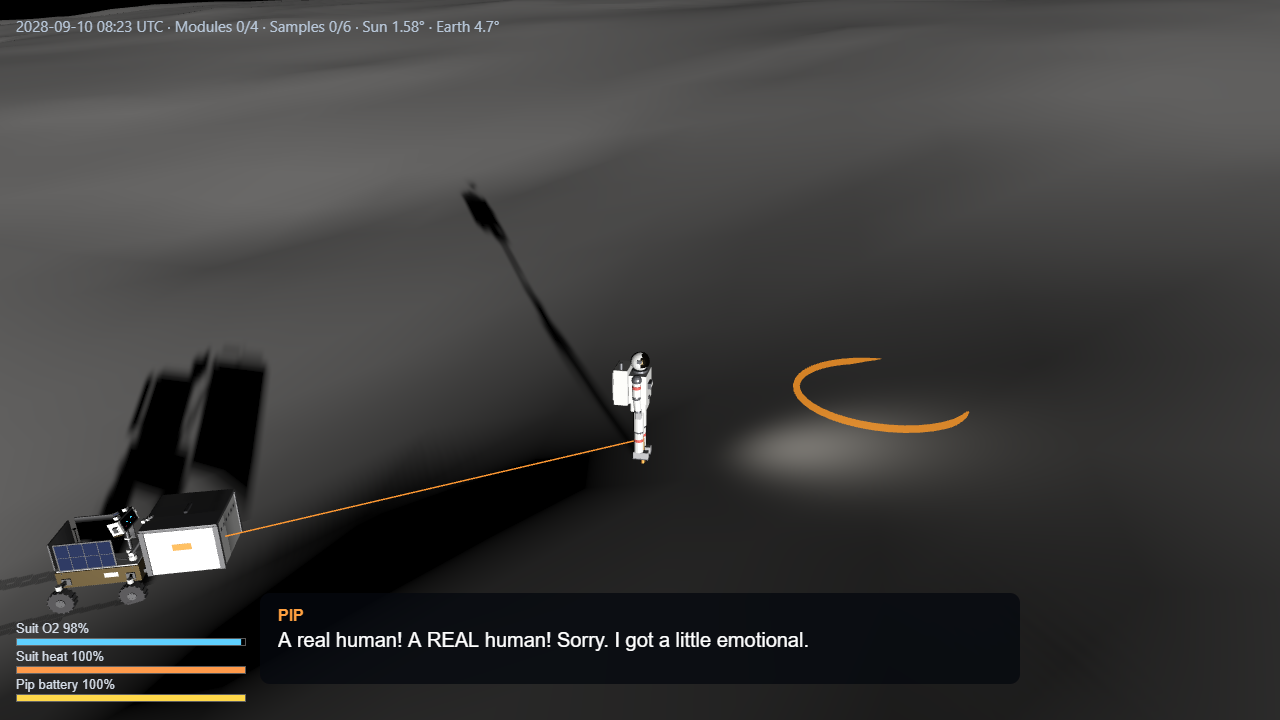 2028-09-10 08:23 UTC · Modules 0/4 · Samples 0/6 · Sun 1.58° · Earth 4.7°
Suit O2 98%
Suit heat 100%
Pip battery 100%
PIP
A real human! A REAL human! Sorry. I got a little emotional.